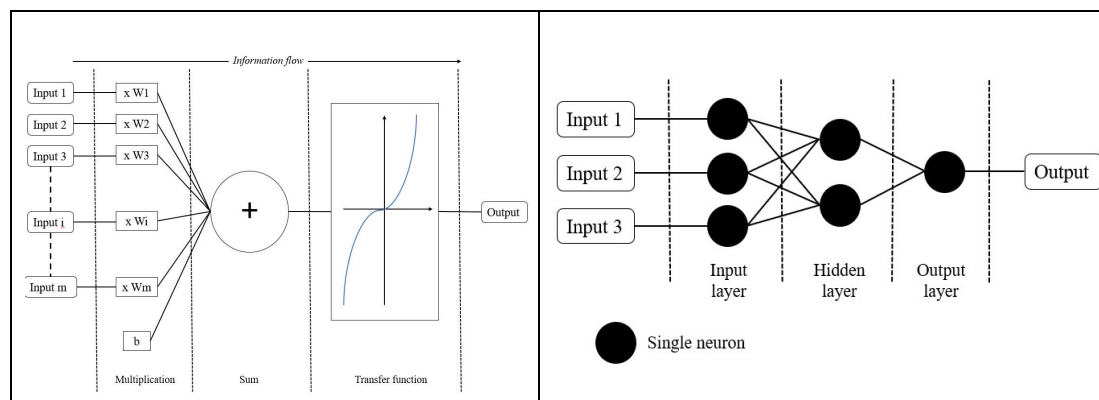 Information flow
Input 1
x W1
Input 2
x W2
Input 3
x W3
Input i
x Wi
Input m
x Wm
b
+
Output
Multiplication
Sum
Transfer function
Input 1
Input 2
Input 3
Output
Input
layer
Hidden
layer
Output
layer
Single neuron